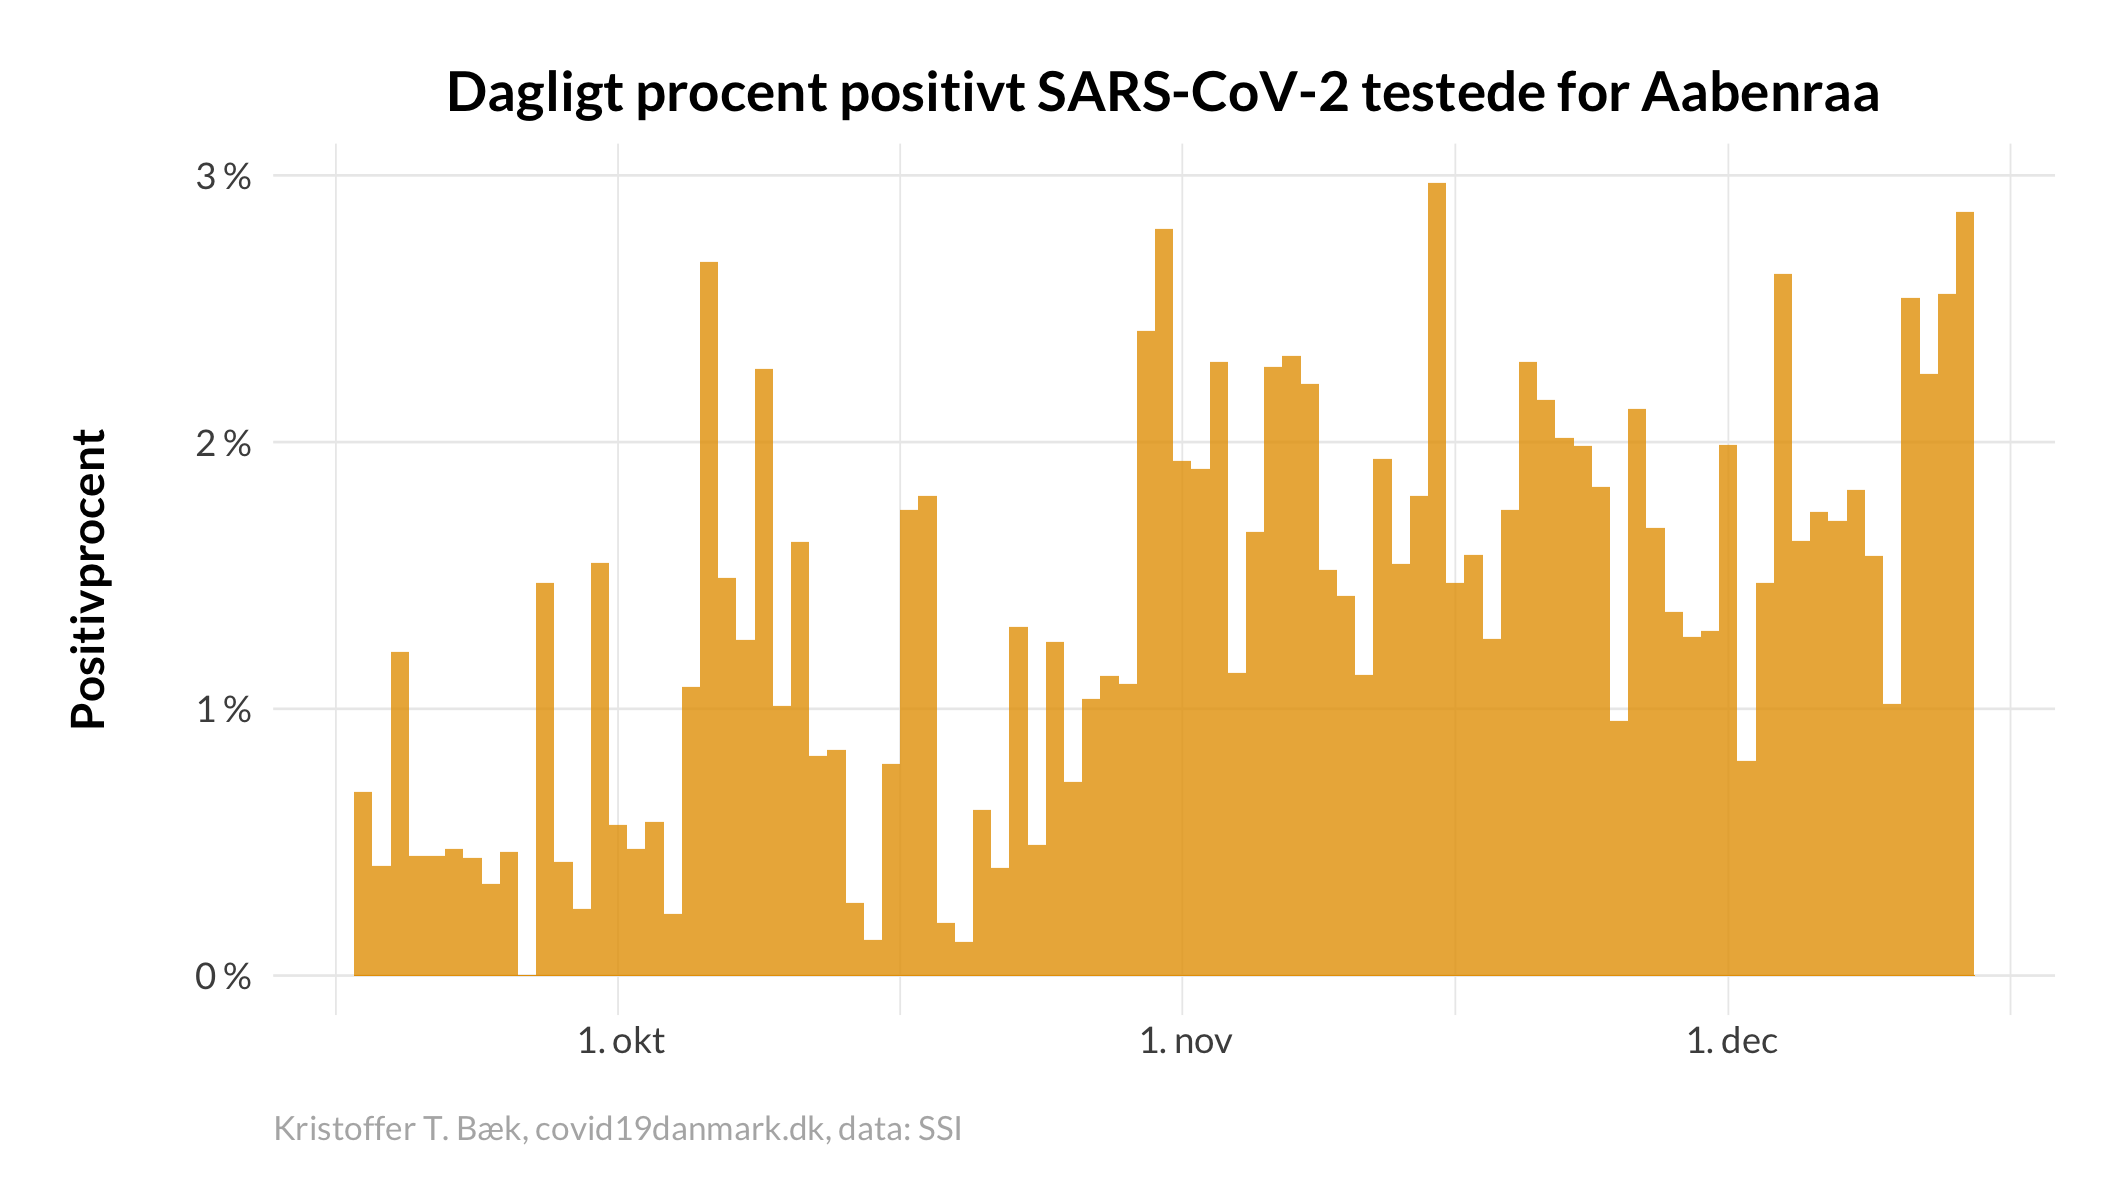 Dagligt procent positivt SARS-CoV-2 testede for Aabenraa
Positivprocent
3 %
2 %
1 %
0 %
1. okt
1. nov
1. dec
Kristoffer T. Bæk, covid19danmark.dk, data: SSI